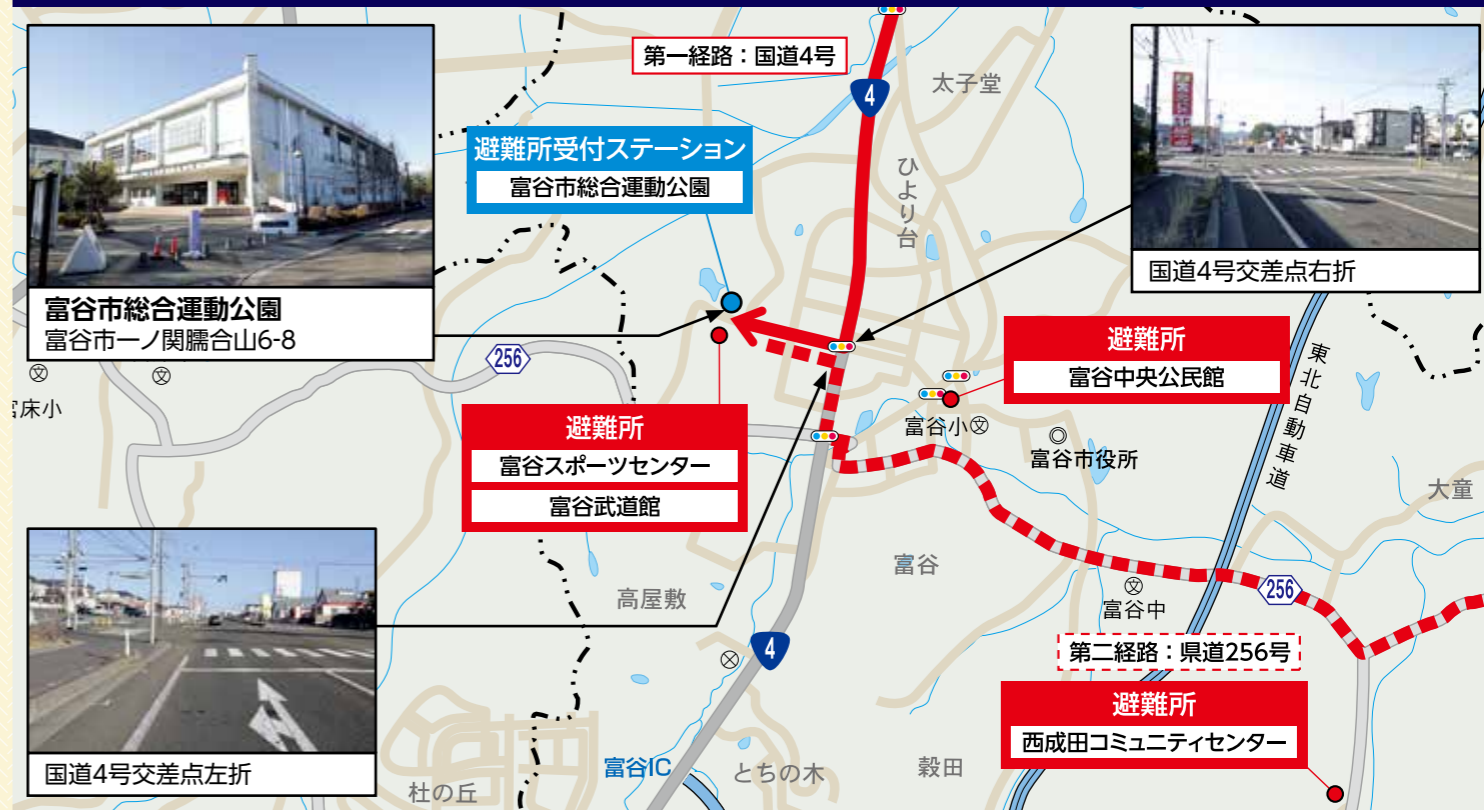 第一経路：国道4号
4
太子堂
ひより台
避難所受付ステーション
富谷市総合運動公園
国道4号交差点右折
富谷市総合運動公園
富谷市一ノ関臑合山6-8
256
文
文
床小
避難所
富谷中央公民館
東北自動車道
避難所
富谷スポーツセンター
富谷武道館
富谷小文
富谷市役所
大童
富谷
高屋敷
文
富谷中
256
4
第二経路：県道256号
避難所
西成田コミュニティセンター
国道4号交差点左折
富谷IC
とちの木
穀田
杜の丘